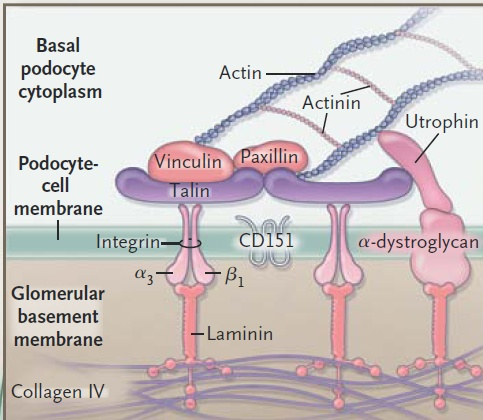 Basal
podocyte
cytoplasm
Actin
Actinin
Utrophin
Vinculin
Paxillin
Talin
Podocyte-
cell
membrane
Integrin
CD151
α-dystroglycan
α3
β1
Glomerular
basement
membrane
Laminin
Collagen IV